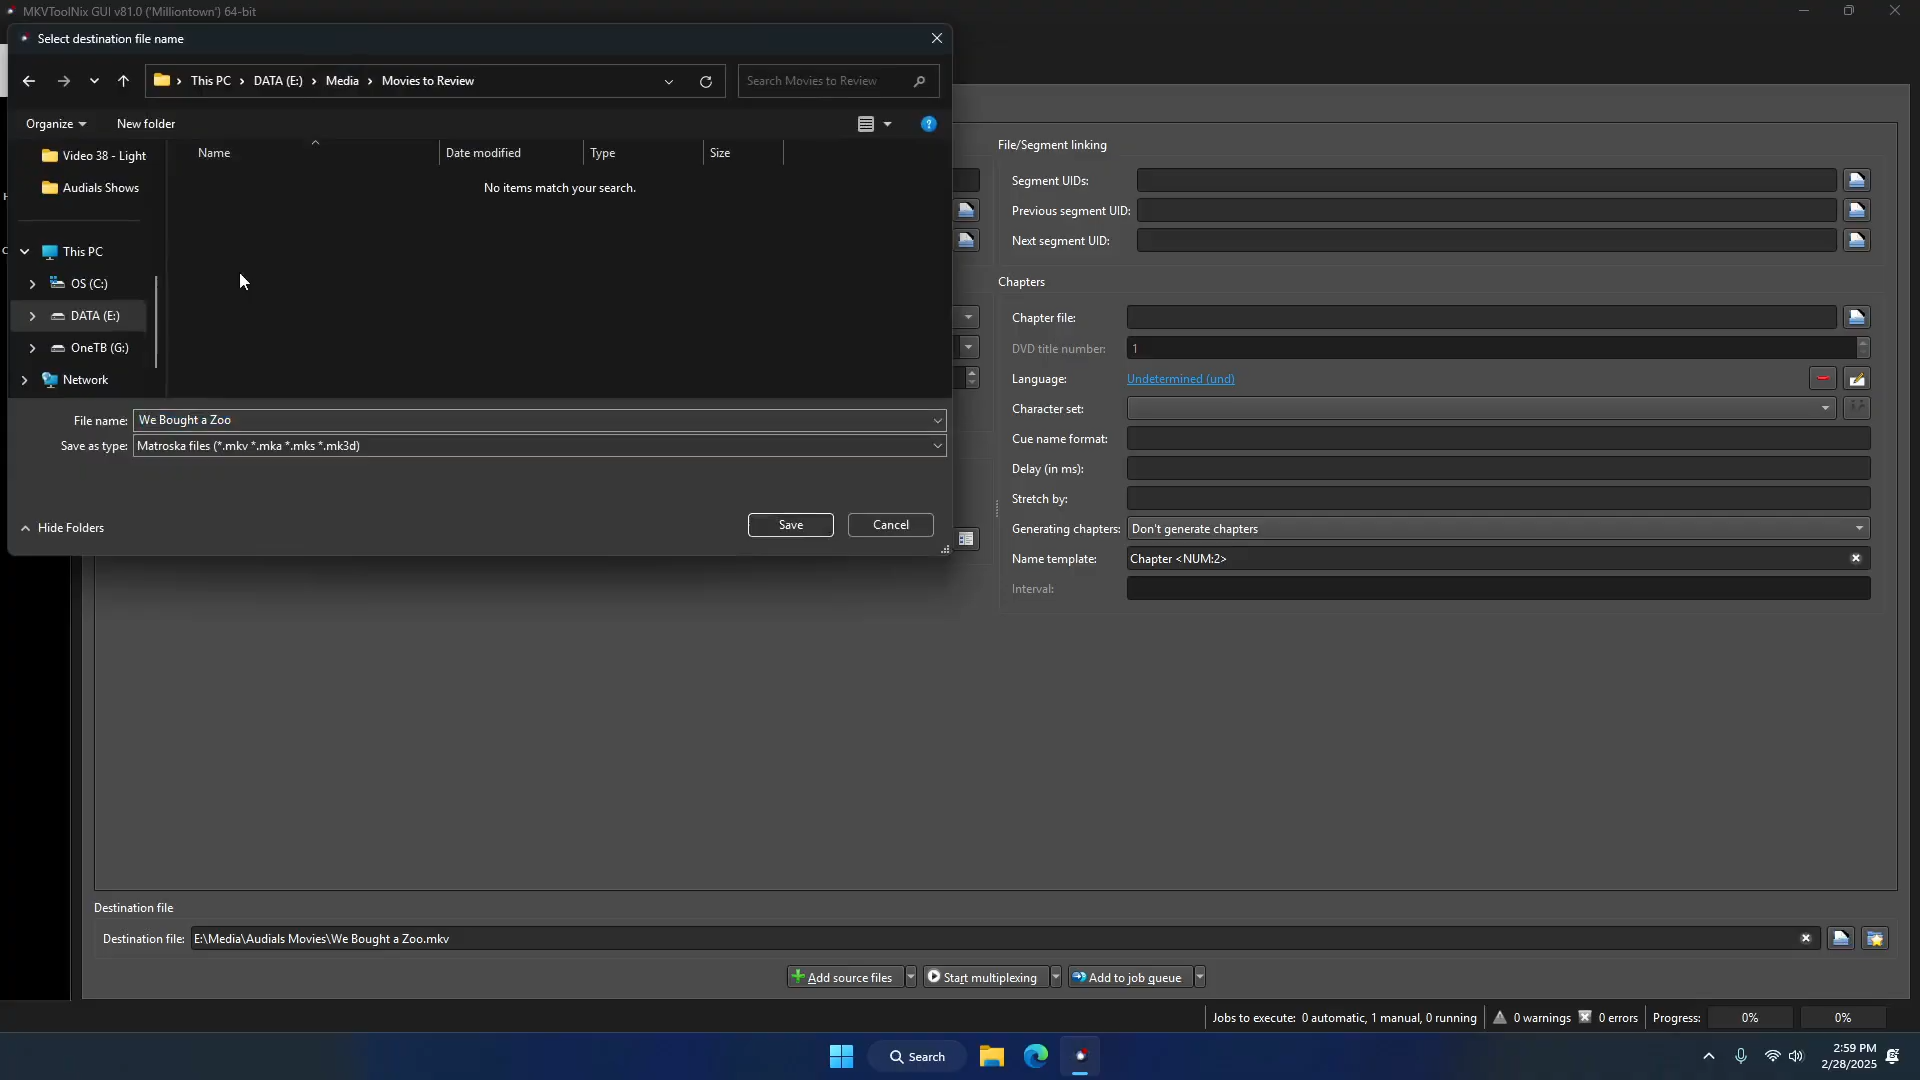 MKVToolNix GUI v81.0 ('Milliontown') 64-bit
Select destination file name
This PC > DATA (E:) > Media > Movies to Review
Search Movies to Review
Organize
New folder
Video 38 - Light
Audials Shows
This PC
OS (C:)
DATA (E:)
OneTB (G:)
Network
Name
Date modified
Type
Size
No items match your search.
File name:
We Bought a Zoo
Save as type:
Matroska files (*.mkv *.mka *.mks *.mk3d)
Hide Folders
Save
Cancel
File/Segment linking
Segment UIDs:
Previous segment UID:
Next segment UID:
Chapters
Chapter file:
DVD title number:
1
Language:
Undetermined (und)
Character set:
Cue name format:
Delay (in ms):
Stretch by:
Generating chapters:
Don't generate chapters
Name template:
Chapter <NUM:2>
Interval:
Destination file
Destination file:
E:\Media\Audials Movies\We Bought a Zoo.mkv
Add source files
Start multiplexing
Add to job queue
Jobs to execute: 0 automatic, 1 manual, 0 running
0 warnings
0 errors
Progress:
0%
0%
Search
2:59 PM
2/28/2025